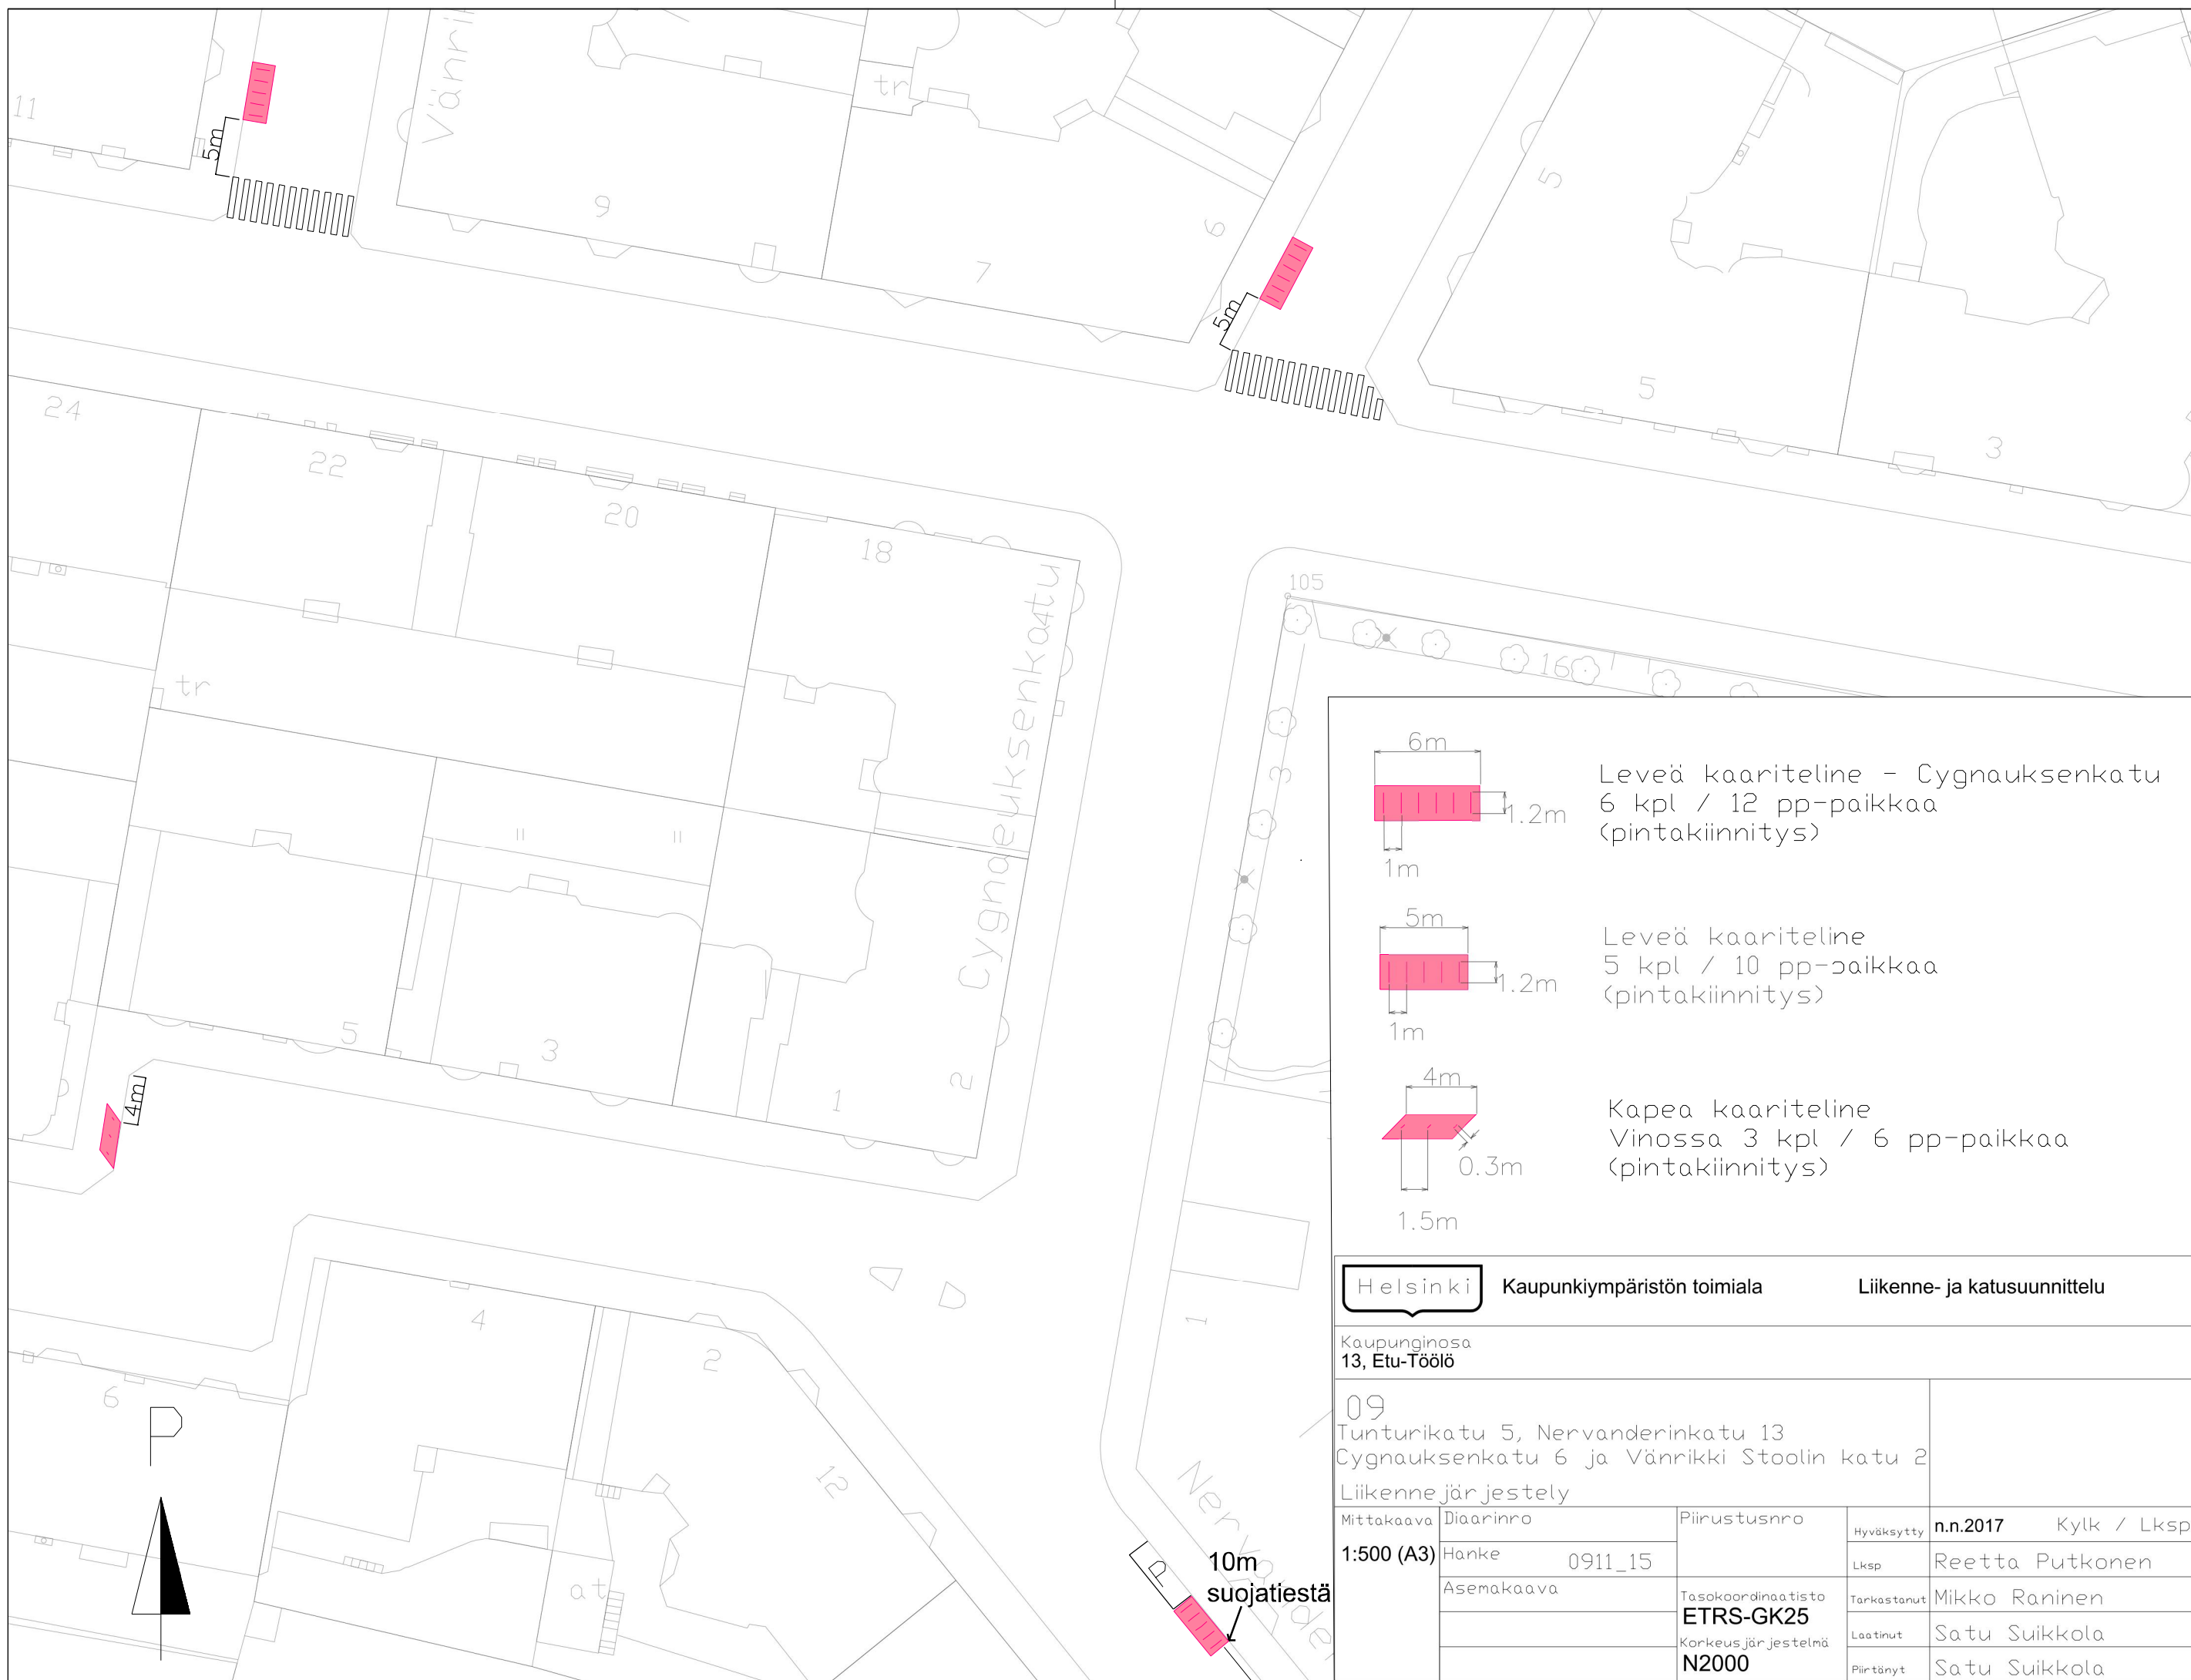 11
5m
Vänri
tr
9
7
6
5m
5
5
3
24
22
20
18
Cygnaeuksenkatu
4
105
16
3
tr
5
3
1
2
4m
4
2
6
12
at
1
P
P
10m
suojatiestä
6m
1.2m
1m
Leveä kaariteline - Cygnauksenkatu
6 kpl / 12 pp-paikkaa
(pintakiinnitys)
5m
1.2m
1m
Leveä kaariteline
5 kpl / 10 pp-paikkaa
(pintakiinnitys)
4m
0.3m
1.5m
Kapea kaariteline
Vinossa 3 kpl / 6 pp-paikkaa
(pintakiinnitys)
Helsinki Kaupunkiympäristön toimiala Liikenne- ja katusuunnittelu
Kaupunginosa
13, Etu-Töölö
09
Tunturikatu 5, Nervanderinkatu 13
Cygnauksenkatu 6 ja Vänrikki Stoolin katu 2
Liikennejärjestely
Mittakaava
1:500 (A3)
Diaarinro
Hanke 0911_15
Asemakaava
Piirustusnro
Tasokoordinaatisto
ETRS-GK25
Korkeusjärjestelmä
N2000
Hyväksytty n.n.2017 Kylk / Lksp
Lksp Reetta Putkonen
Tarkastanut Mikko Raninen
Laatinut Satu Suikkola
Piirtänyt Satu Suikkola